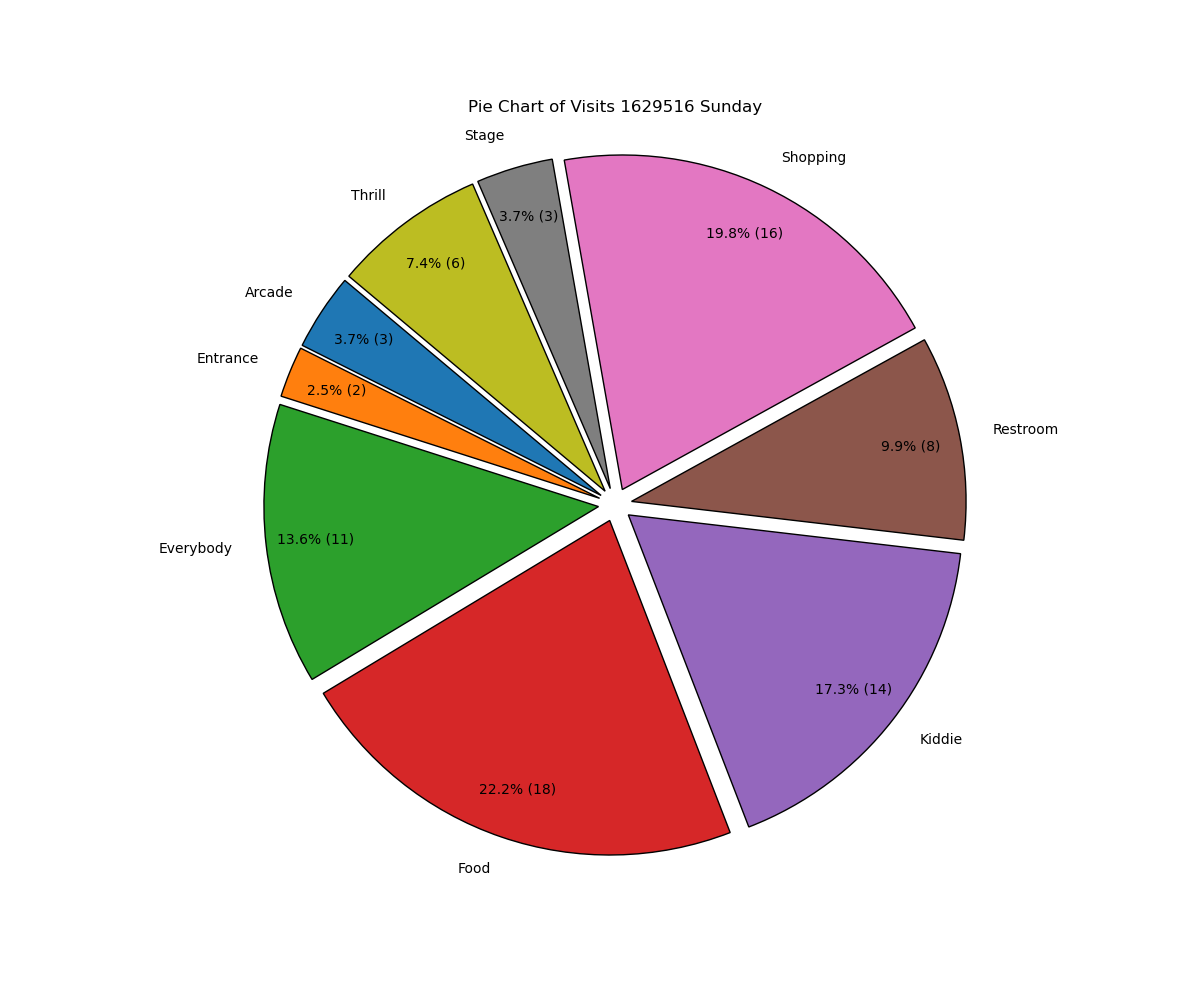 Pie Chart of Visits 1629516 Sunday
Stage
Shopping
Thrill
3.7% (3)
19.8% (16)
7.4% (6)
Arcade
3.7% (3)
Entrance
2.5% (2)
Restroom
9.9% (8)
Everybody
13.6% (11)
17.3% (14)
Kiddie
22.2% (18)
Food